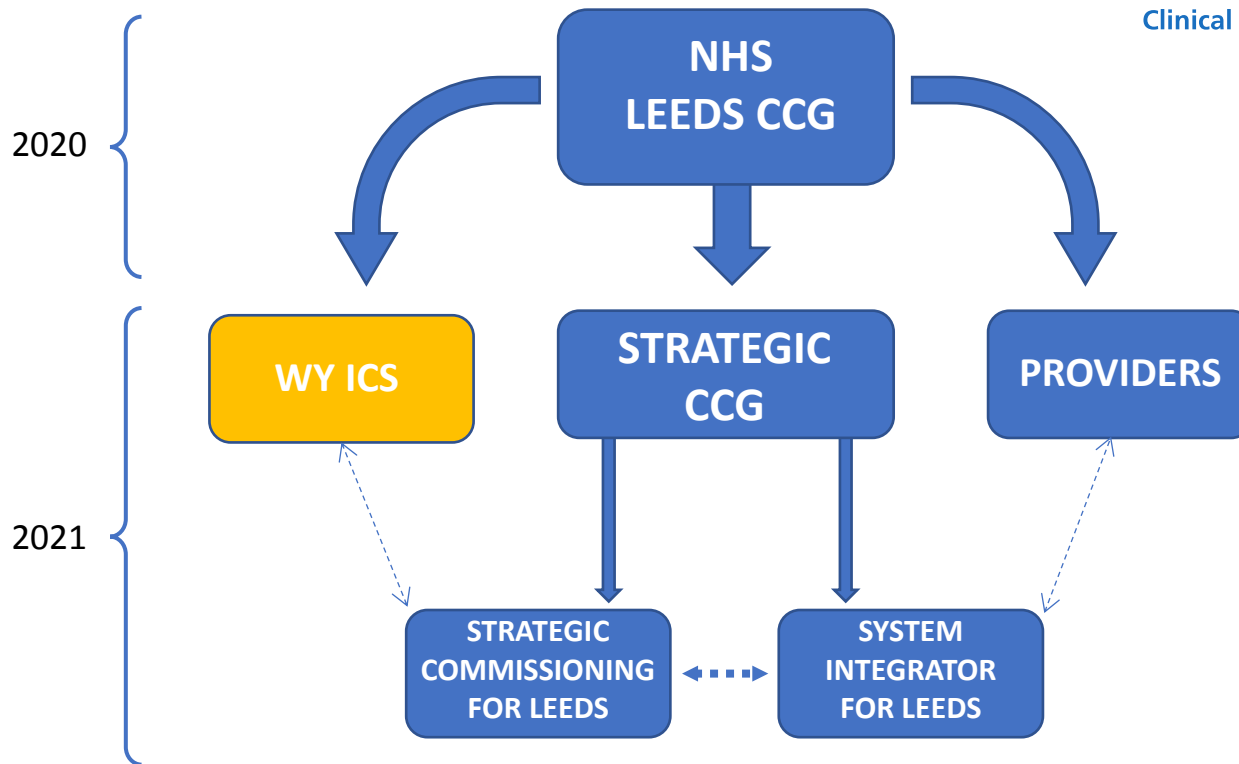 Clinical
NHS
LEEDS CCG
2020
WY ICS
STRATEGIC
CCG
PROVIDERS
2021
STRATEGIC
COMMISSIONING
FOR LEEDS
SYSTEM
INTEGRATOR
FOR LEEDS